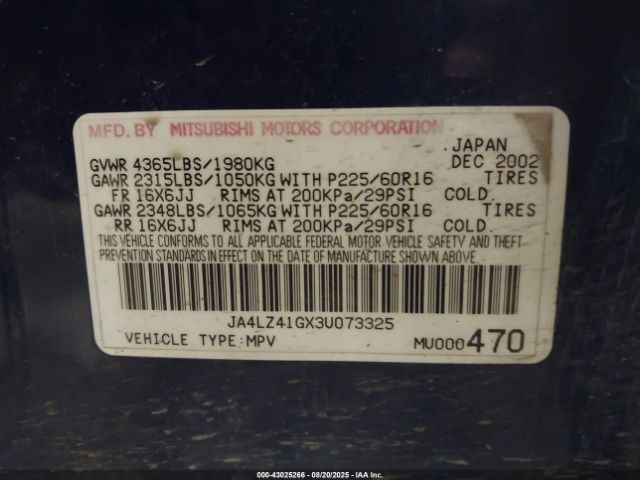 MFD. BY MITSUBISHI MOTORS CORPORATION
JAPAN
GVWR 4365LBS/1980KG DEC 2002
GAWR 2315LBS/1050KG WITH P225/60R16 TIRES
FR 16X6JJ RIMS AT 200KPa/29PSI COLD.
GAWR 2348LBS/1065KG WITH P225/60R16 TIRES
RR 16X6JJ RIMS AT 200KPa/29PSI COLD.
THIS VEHICLE CONFORMS TO ALL APPLICABLE FEDERAL MOTOR VEHICLE SAFETY AND THEFT
PREVENTION STANDARDS IN EFFECT ON THE DATE OF MANUFACTURE SHOWN ABOVE.
JA4LZ41GX3U073325
VEHICLE TYPE:MPV MU000470
000-43025266 - 08/20/2025 - IAA Inc.